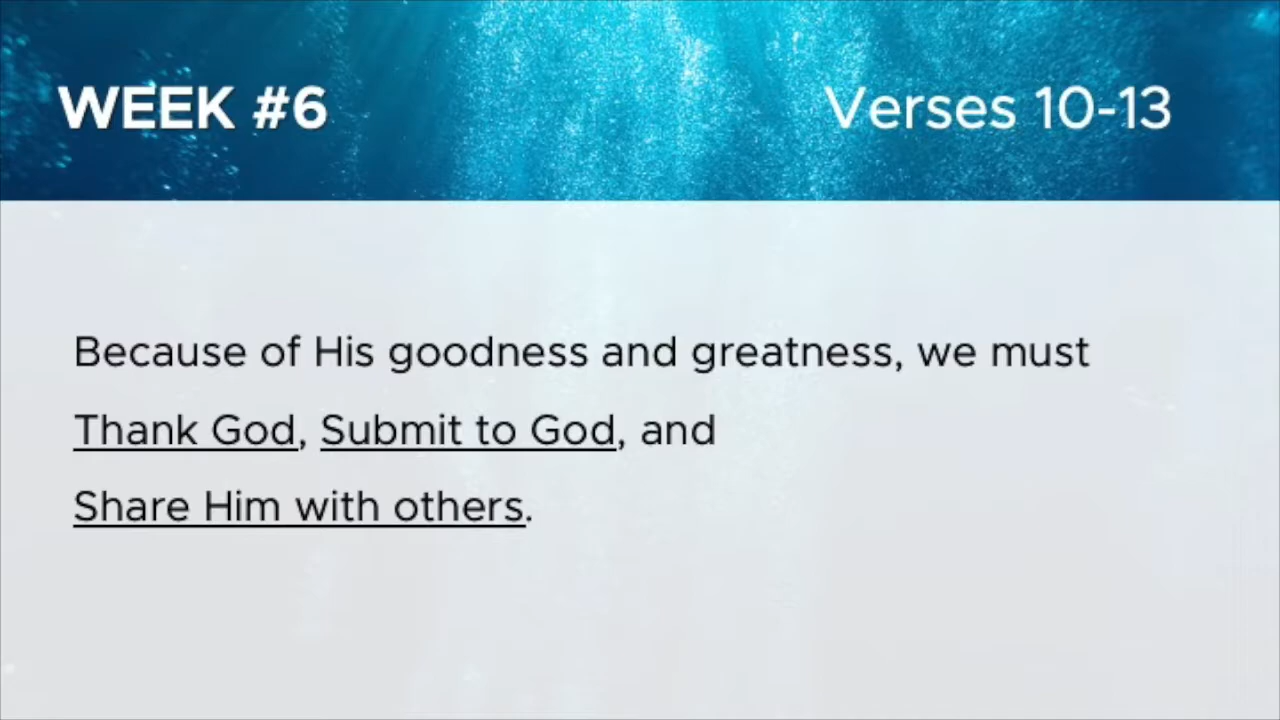 WEEK #6
Verses 10-13
Because of His goodness and greatness, we must
Thank God, Submit to God, and
Share Him with others.